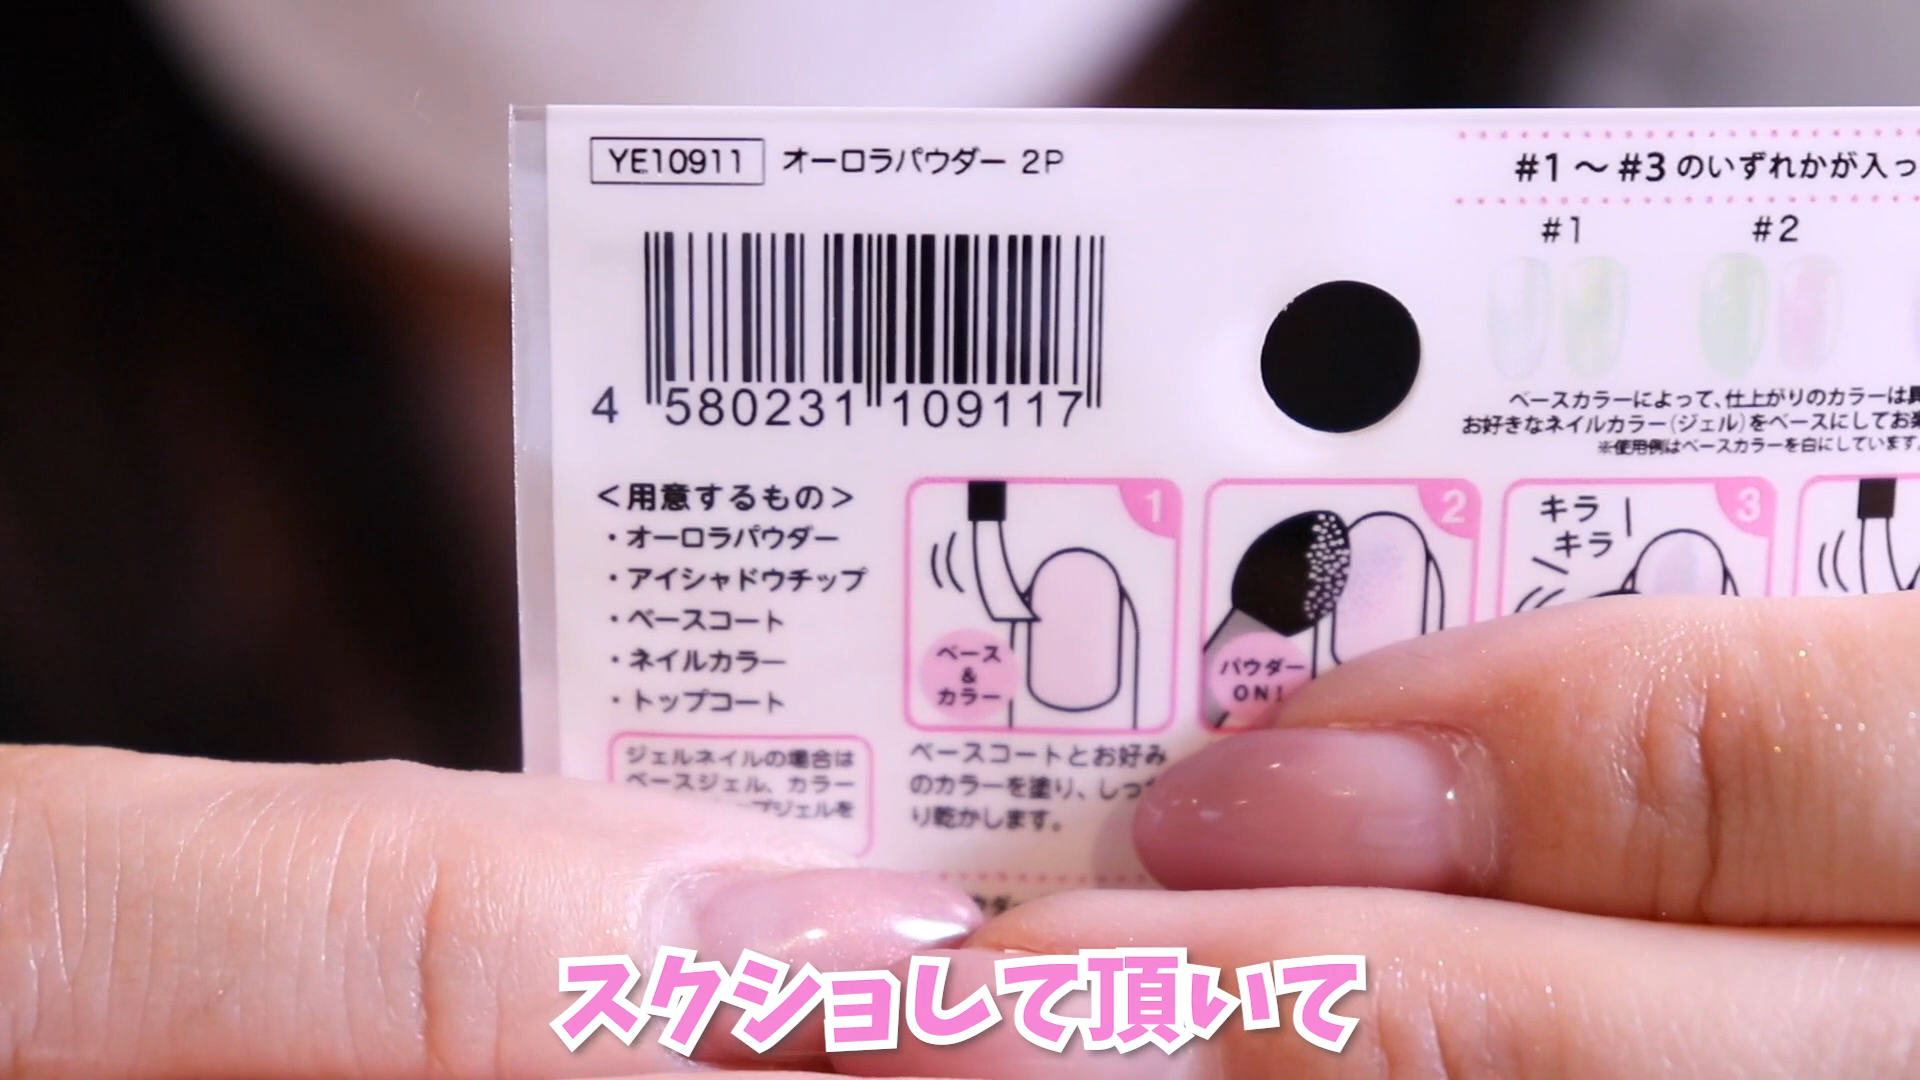 YE10911 オーロラパウダー 2P
#1～#3のいずれかが入っ
#1 #2
4 580231 109117
ベースカラーによって、仕上がりのカラーは異
お好きなネイルカラー(ジェル)をベースにしてお楽
※使用例はベースカラーを白にしています。
＜用意するもの＞
・オーロラパウダー
・アイシャドウチップ
・ベースコート
・ネイルカラー
・トップコート
ジェルネイルの場合は
ベースジェル、カラー
プジェルを
1
ベース
&
カラー
ベースコートとお好み
のカラーを塗り、しっ
り乾かします。
2
パウダー
ON!
3
キラ
キラ
スクショして頂いて